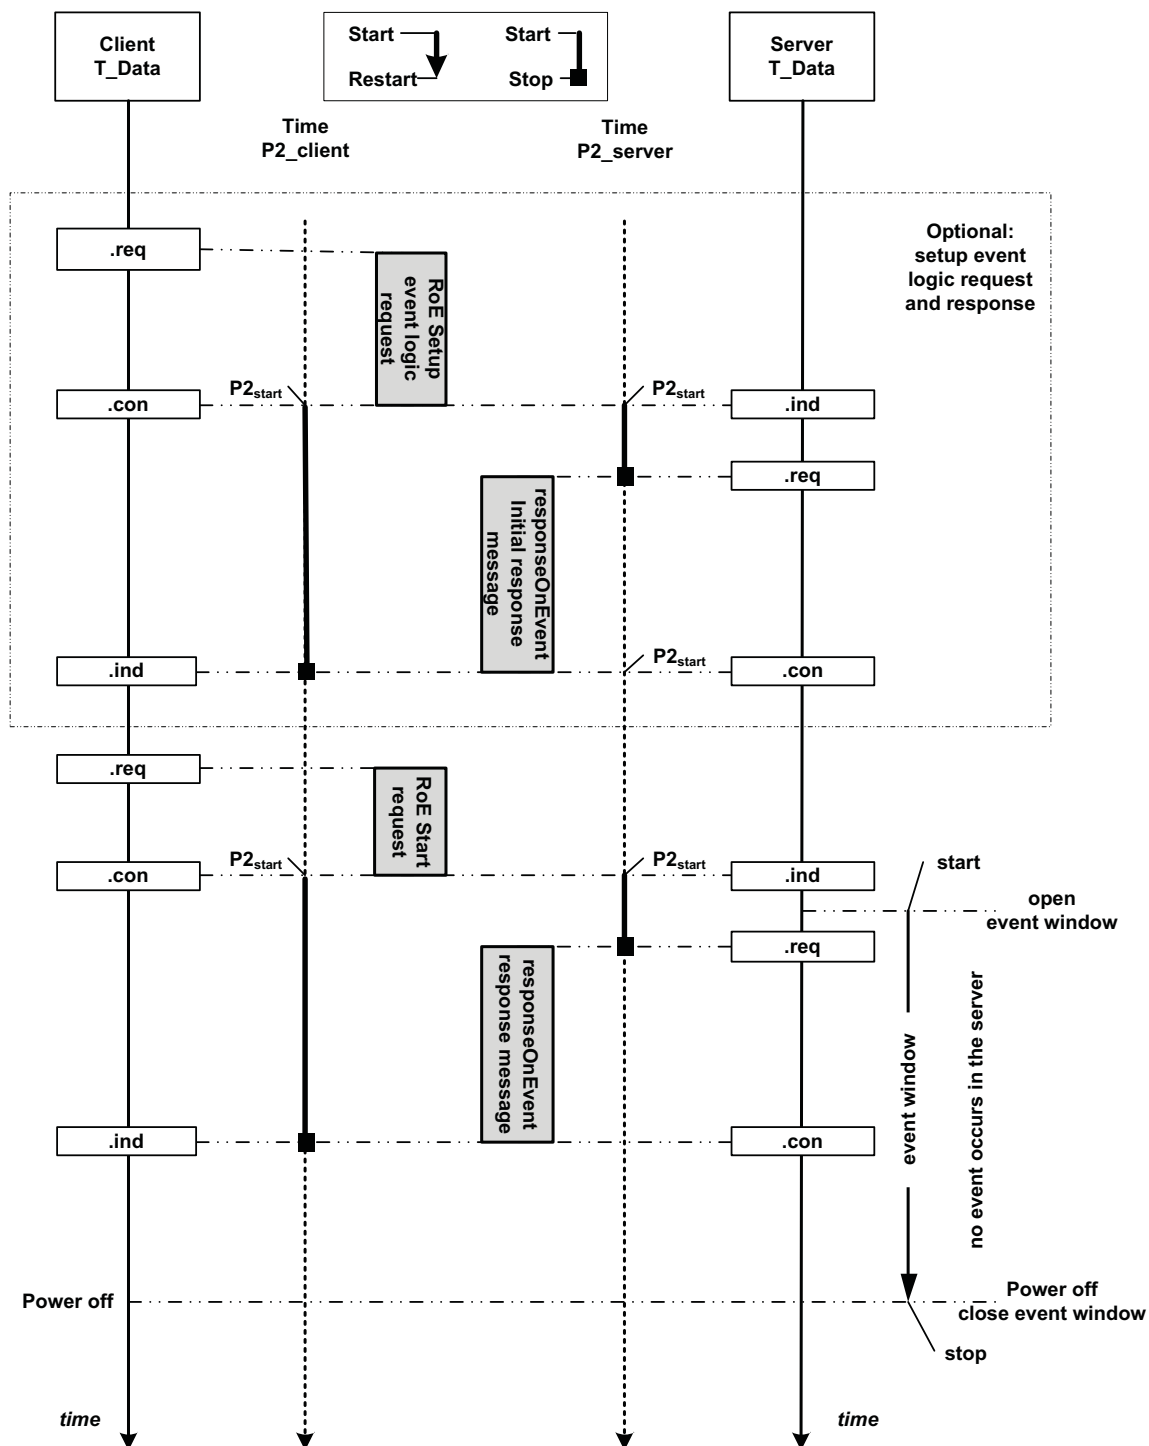 Client
T_Data
Start
Restart
Start
Stop
Server
T_Data
Time
P2_client
Time
P2_server
Optional:
setup event
logic request
and response
.req
RoE Setup
event logic
request
.con
P2start
P2start
.ind
.req
responseOnEvent
Initial response
message
.ind
P2start
.con
.req
RoE Start
request
.con
P2start
P2start
.ind
start
open
event window
.req
responseOnEvent
response message
event window
no event occurs in the server
.ind
.con
Power off
Power off
close event window
stop
time
time